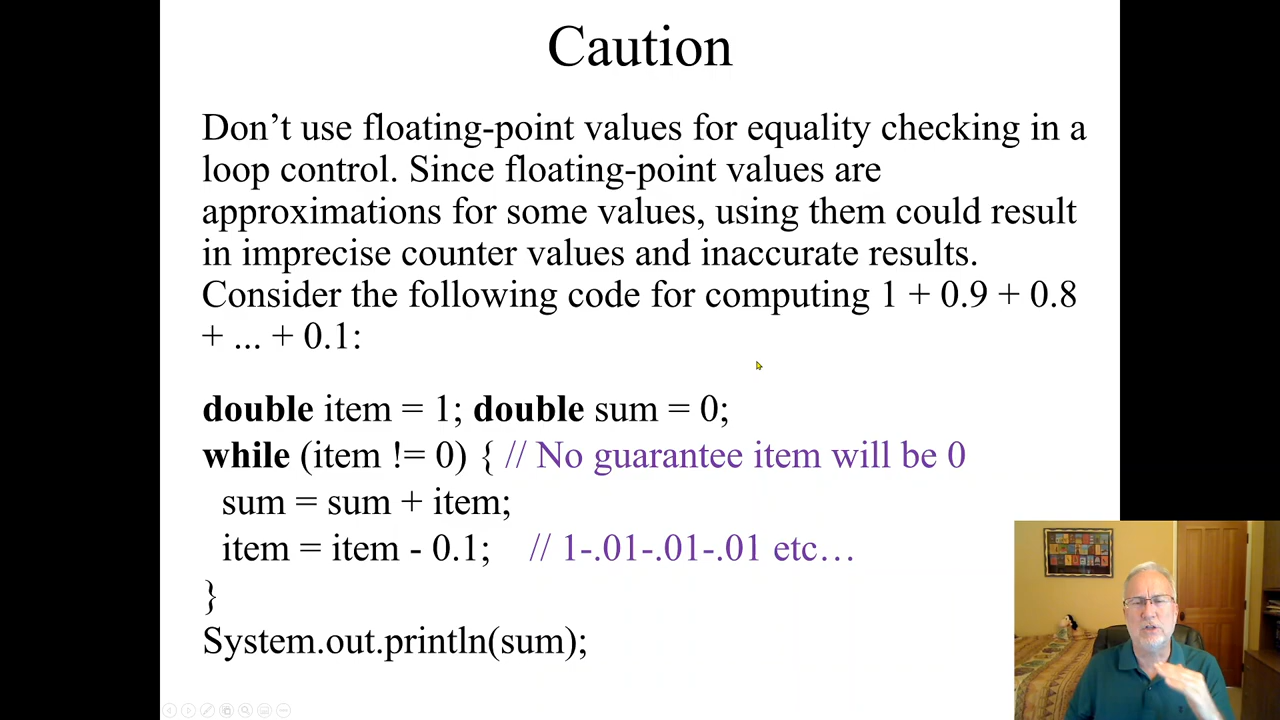 Caution
Don’t use floating-point values for equality checking in a
loop control. Since floating-point values are
approximations for some values, using them could result
in imprecise counter values and inaccurate results.
Consider the following code for computing 1 + 0.9 + 0.8
+ ... + 0.1:
double item = 1; double sum = 0;
while (item != 0) { // No guarantee item will be 0
sum = sum + item;
item = item - 0.1; // 1-.01-.01-.01 etc…
}
System.out.println(sum);